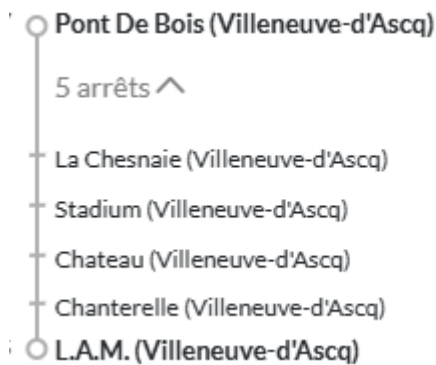 Pont De Bois (Villeneuve-d'Ascq)
5 arrêts
La Chesnaie (Villeneuve-d'Ascq)
Stadium (Villeneuve-d'Ascq)
Chateau (Villeneuve-d'Ascq)
Chanterelle (Villeneuve-d'Ascq)
L.A.M. (Villeneuve-d'Ascq)